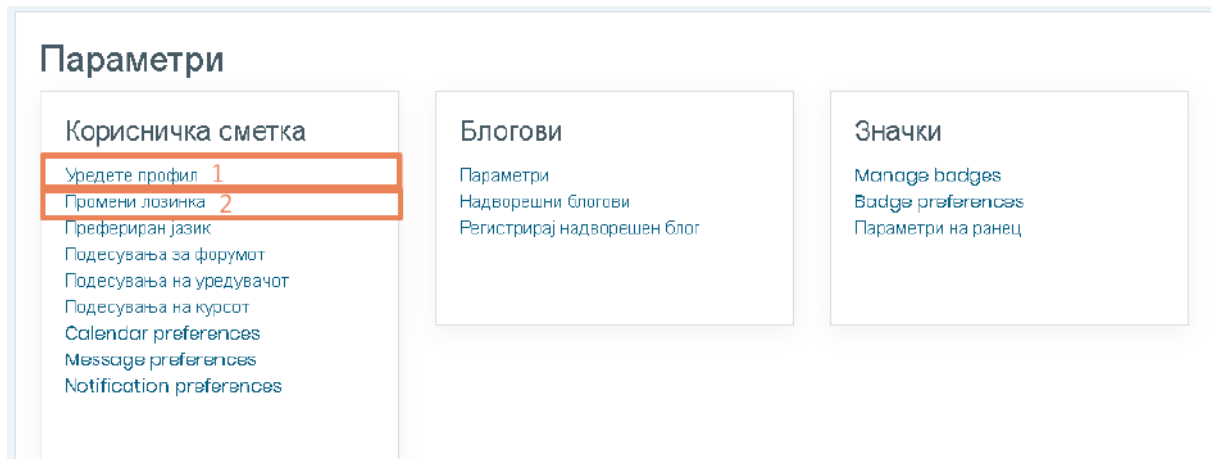 Параметри
Корисничка сметка
Уредете профил 1
Промени лозинка 2
Префериран јазик
Подесувања за форумот
Подесувања на уредувачот
Подесувања на курсот
Calendar preferences
Message preferences
Notification preferences
Блогови
Параметри
Надворешни блогови
Регистрирај надворешен блог
Значки
Manage badges
Badge preferences
Параметри на ранец